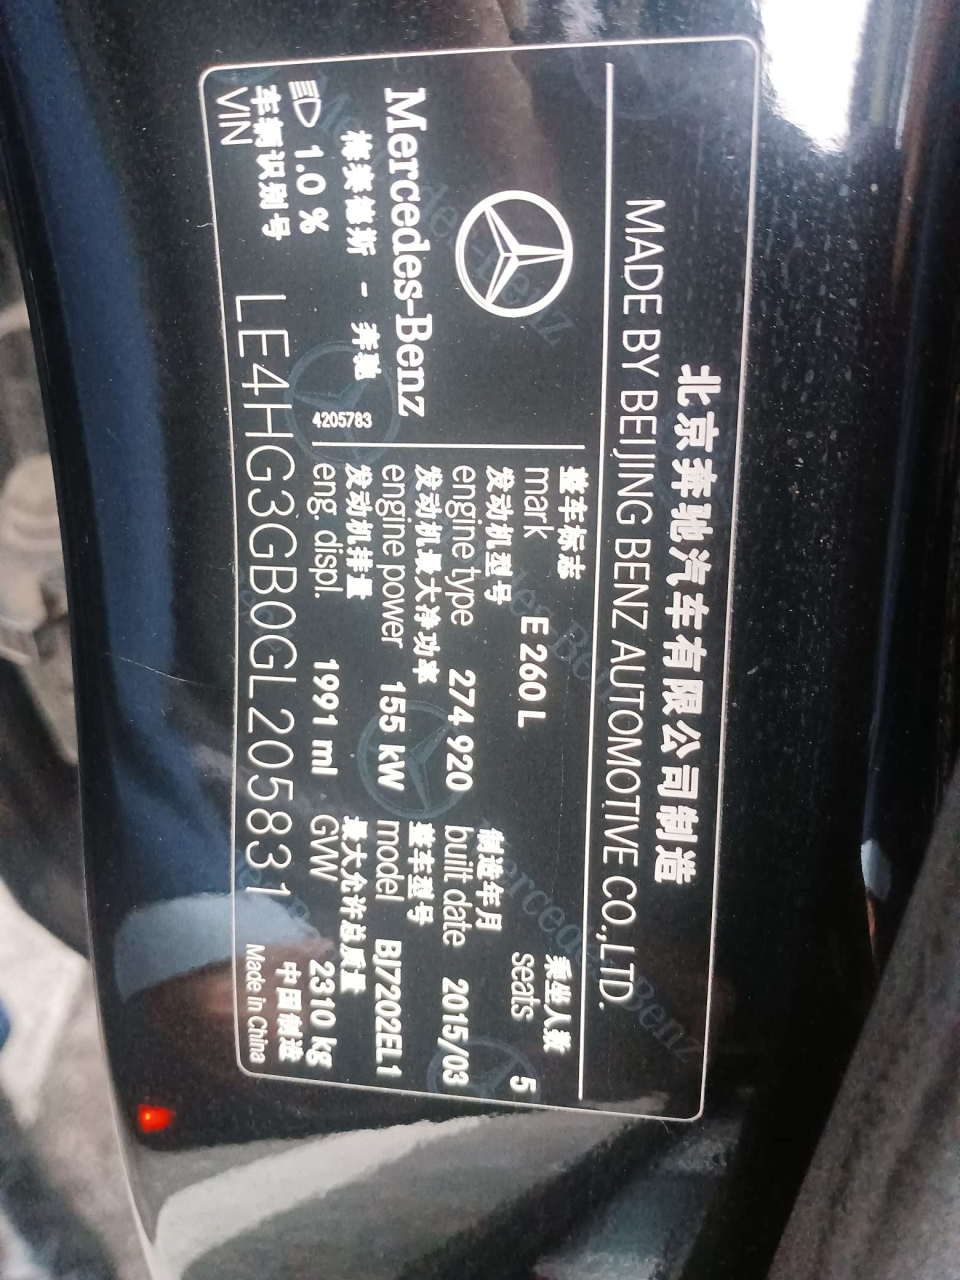 北京奔驰汽车有限公司制造
MADE BY BEIJING BENZ AUTOMOTIVE CO.,LTD.
Mercedes-Benz
梅赛德斯 - 奔驰
4205783
整车标志
mark E 260 L
乘坐人数
seats 5
发动机型号
engine type 274 920
制造年月
built date 2015/03
发动机最大净功率
engine power 155 kW
整车型号
model BJ7202EL1
发动机排量
eng. displ. 1991 ml
最大允许总质量
GVW 2310 kg
1.0 %
车辆识别号
VIN LE4HG3GB0GL205831
中国制造
Made in China